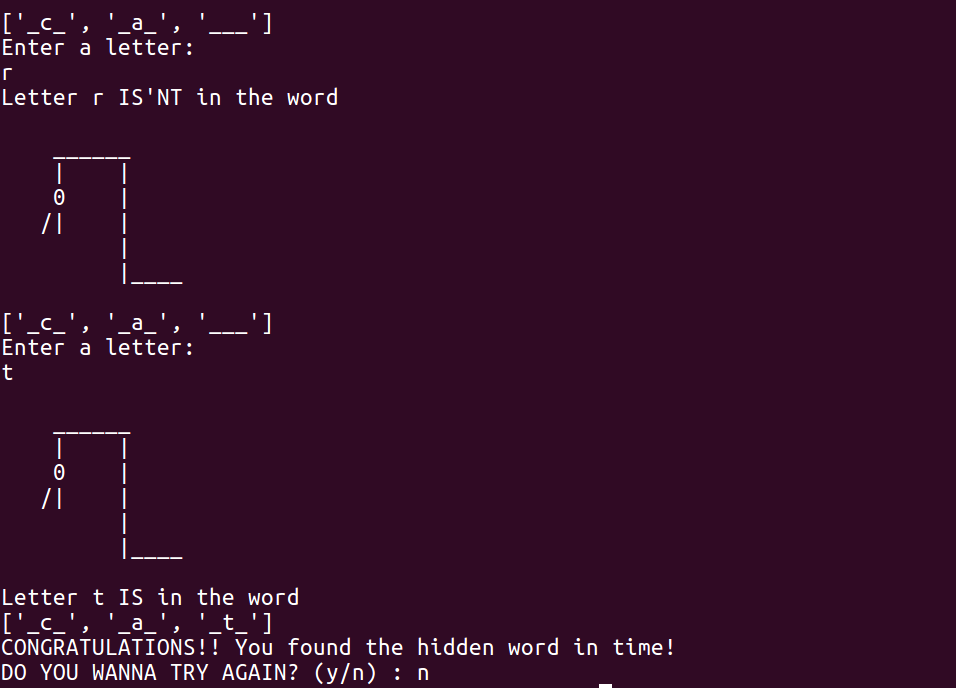 ['_c_', '_a_', '___']
Enter a letter:
r
Letter r IS'NT in the word
    ______
    |    |
    0    |
   /|    |
         |
         |____
['_c_', '_a_', '___']
Enter a letter:
t
    ______
    |    |
    0    |
   /|    |
         |
         |____
Letter t IS in the word
['_c_', '_a_', '_t_']
CONGRATULATIONS!! You found the hidden word in time!
DO YOU WANNA TRY AGAIN? (y/n) : n